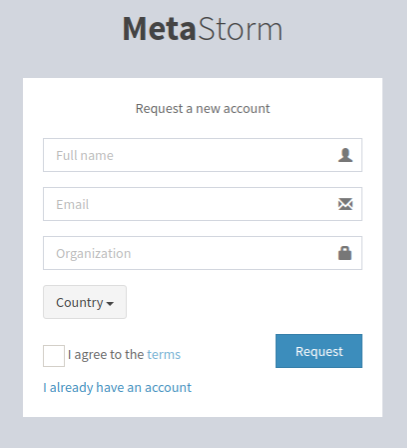 MetaStorm
Request a new account
Full name
Email
Organization
Country
I agree to the terms
Request
I already have an account